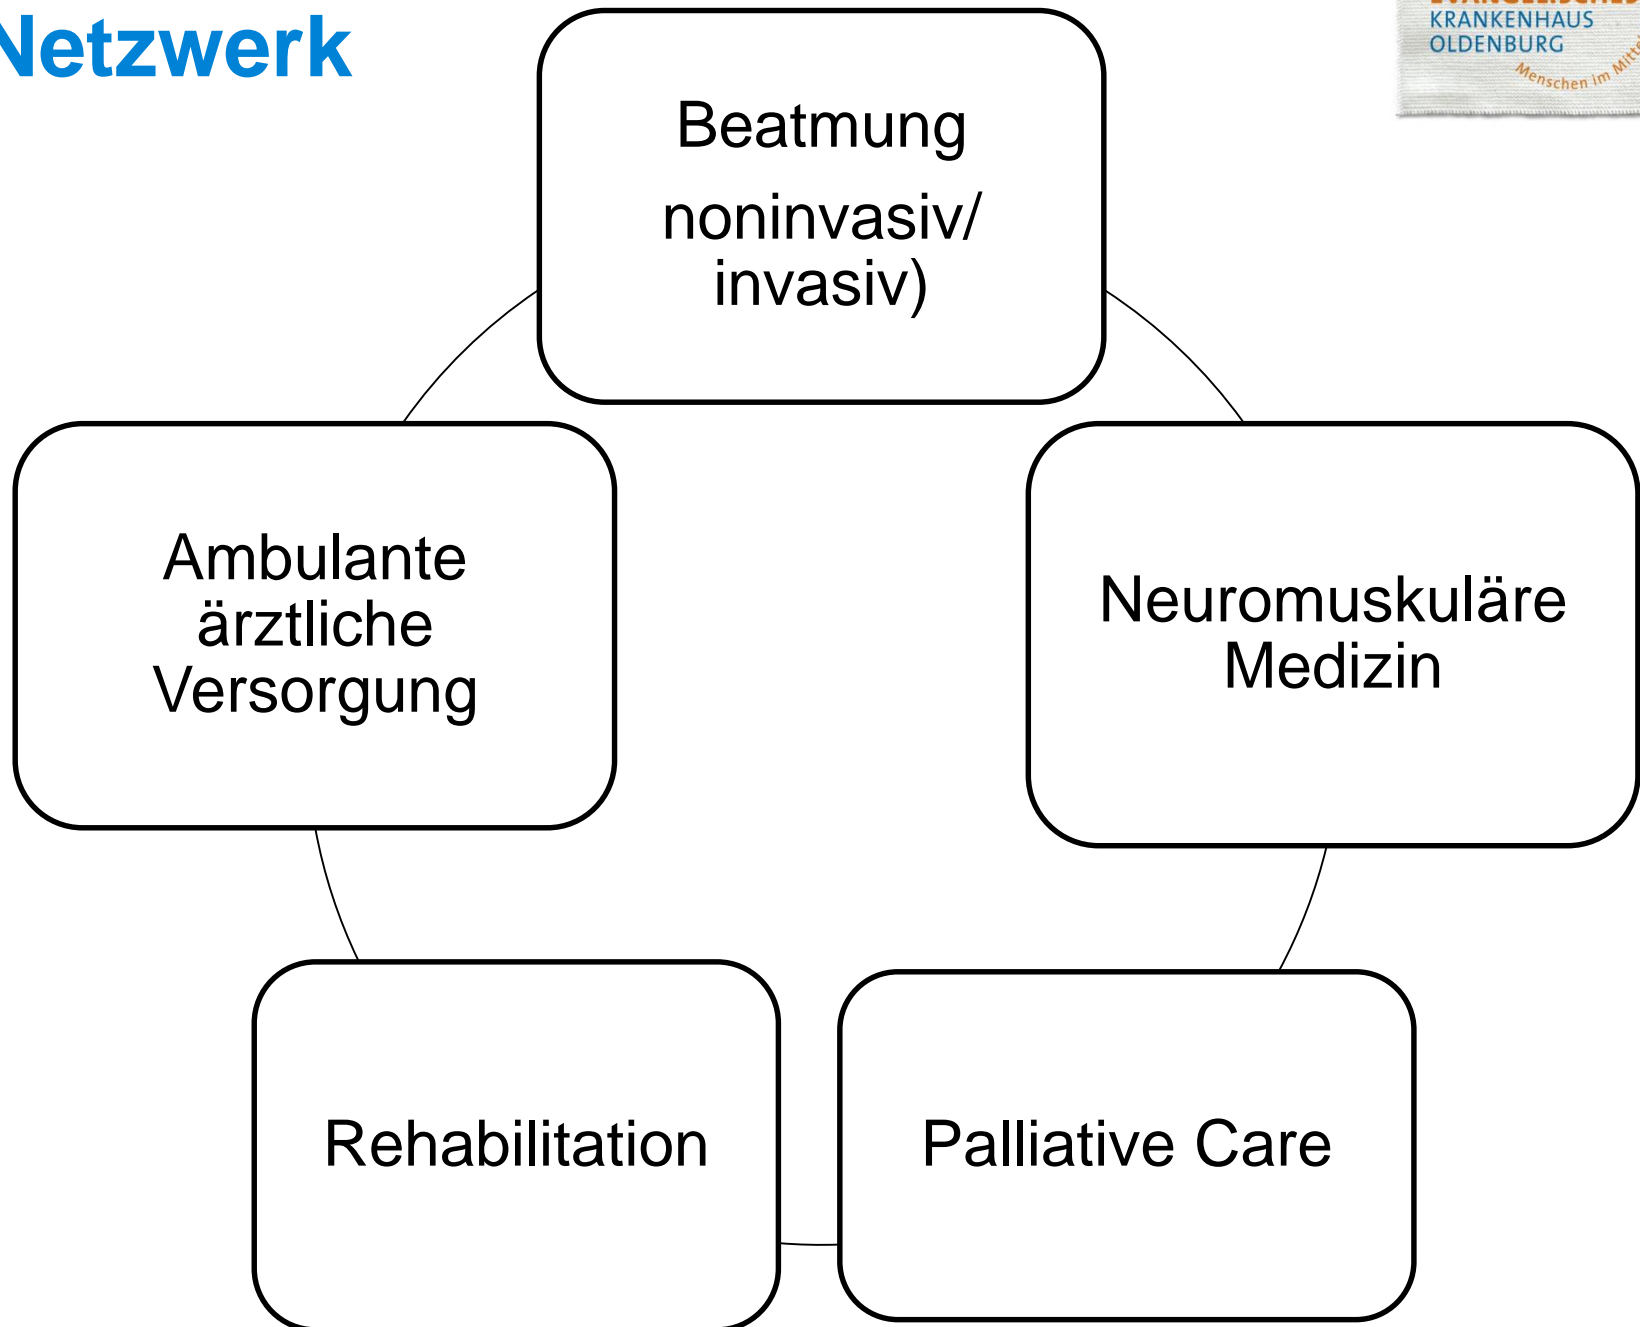 Netzwerk
KRANKENHAUS
OLDENBURG
Menschen im
Beatmung
noninvasiv/
invasiv)
Ambulante
ärztliche
Versorgung
Neuromuskuläre
Medizin
Rehabilitation
Palliative Care